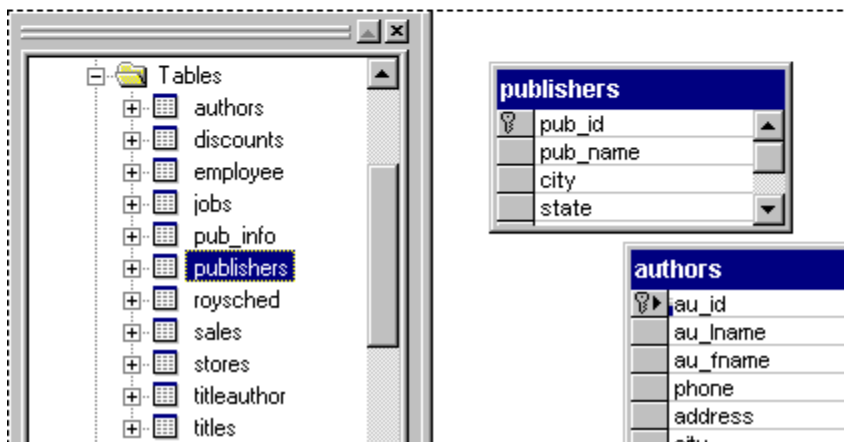 Tables
authors
discounts
employee
jobs
pub_info
publishers
roysched
sales
stores
titleauthor
titles
publishers
pub_id
pub_name
city
state
authors
au_id
au_lname
au_fname
phone
address
city